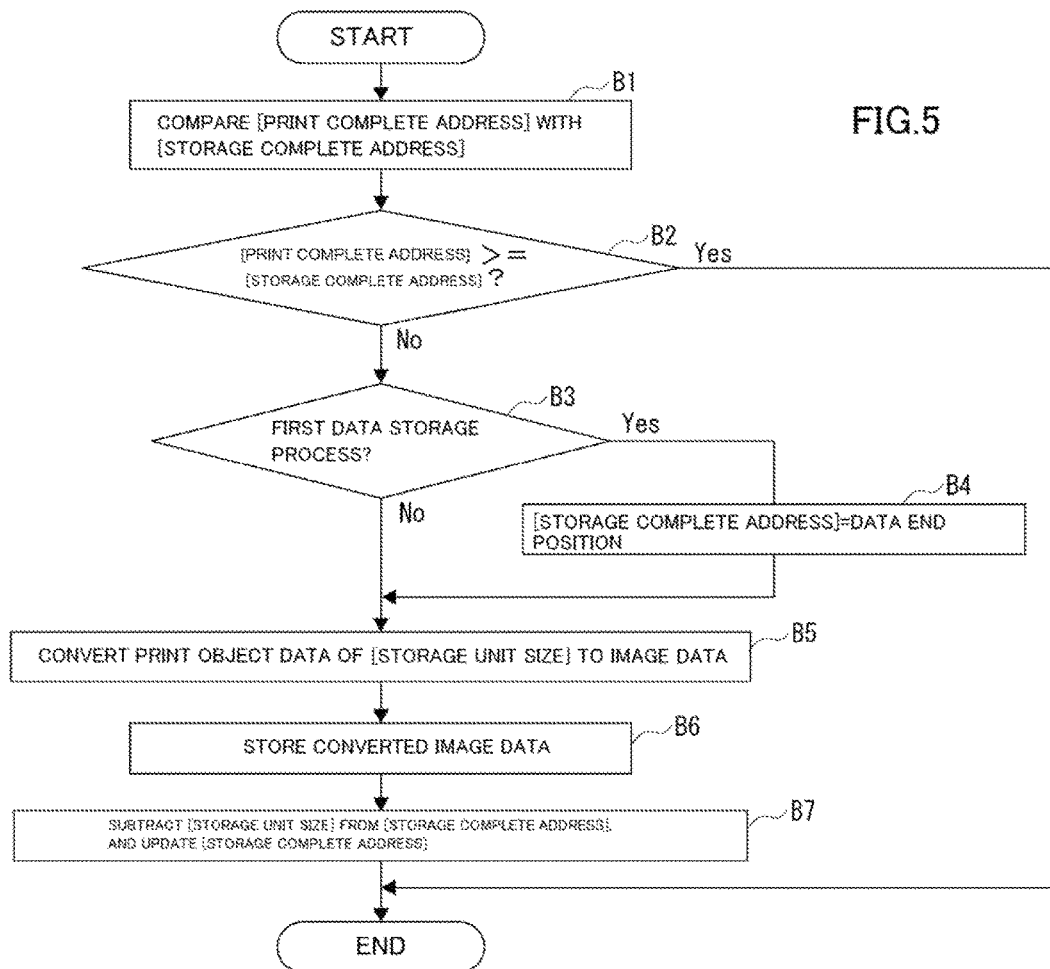 START
B1
FIG.5
COMPARE [PRINT COMPLETE ADDRESS] WITH
[STORAGE COMPLETE ADDRESS]
B2
[PRINT COMPLETE ADDRESS] >=
[STORAGE COMPLETE ADDRESS] ?
Yes
No
B3
FIRST DATA STORAGE
PROCESS?
Yes
No
B4
[STORAGE COMPLETE ADDRESS]=DATA END
POSITION
B5
CONVERT PRINT OBJECT DATA OF [STORAGE UNIT SIZE] TO IMAGE DATA
B6
STORE CONVERTED IMAGE DATA
B7
SUBTRACT [STORAGE UNIT SIZE] FROM [STORAGE COMPLETE ADDRESS],
AND UPDATE [STORAGE COMPLETE ADDRESS]
END